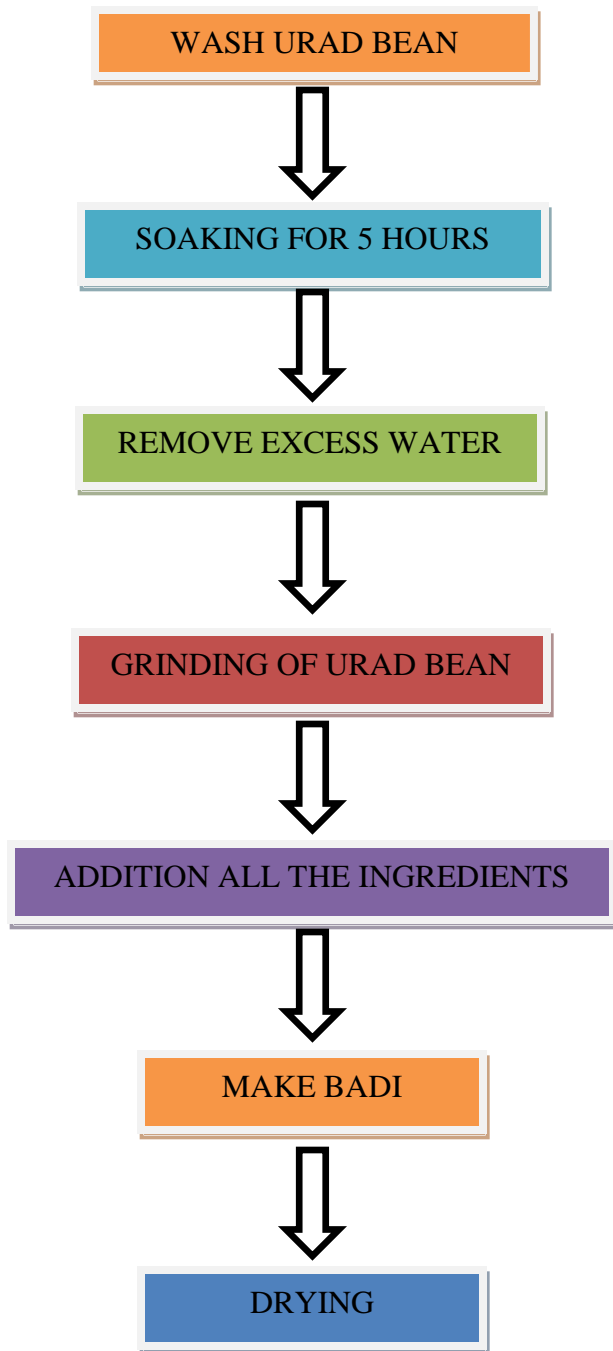 WASH URAD BEAN
SOAKING FOR 5 HOURS
REMOVE EXCESS WATER
GRINDING OF URAD BEAN
ADDITION ALL THE INGREDIENTS
MAKE BADI
DRYING